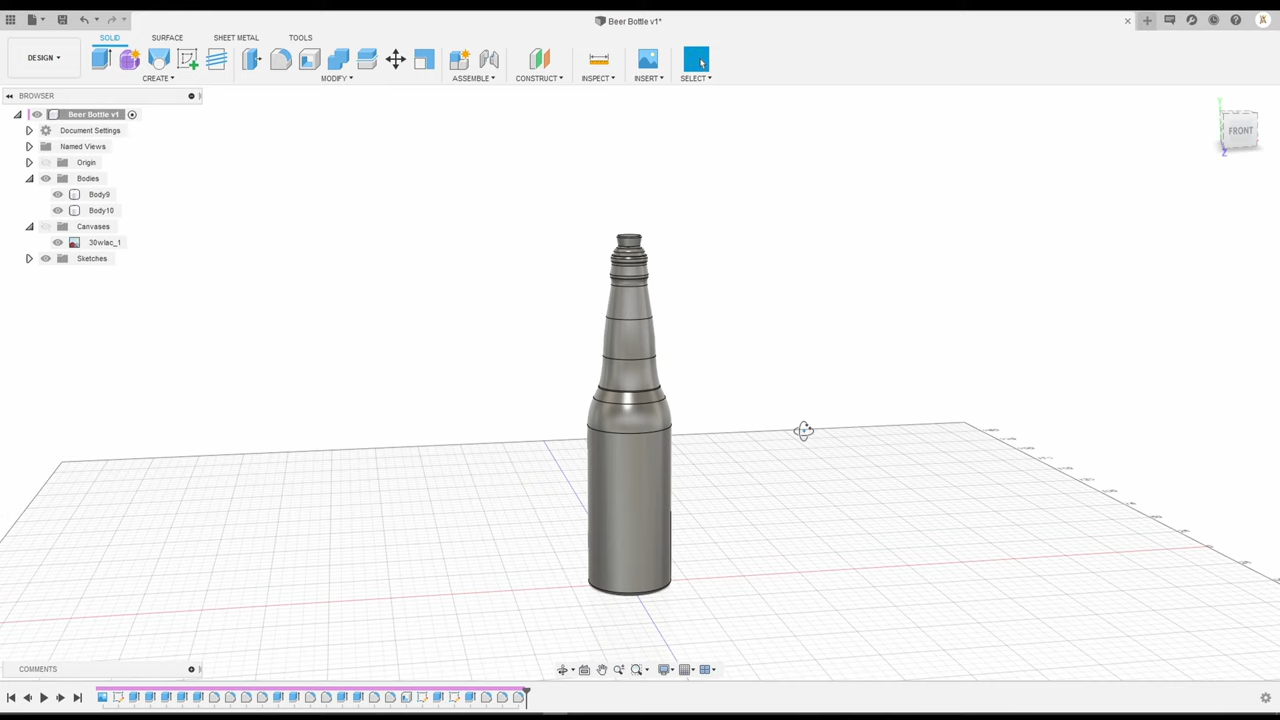 Beer Bottle v1*
DESIGN
SOLID SURFACE SHEET METAL TOOLS
CREATE MODIFY ASSEMBLE CONSTRUCT INSPECT INSERT SELECT
BROWSER
Beer Bottle v1
Document Settings
Named Views
Origin
Bodies
Body9
Body10
Canvases
30wlac_1
Sketches
FRONT
Y
Z
COMMENTS